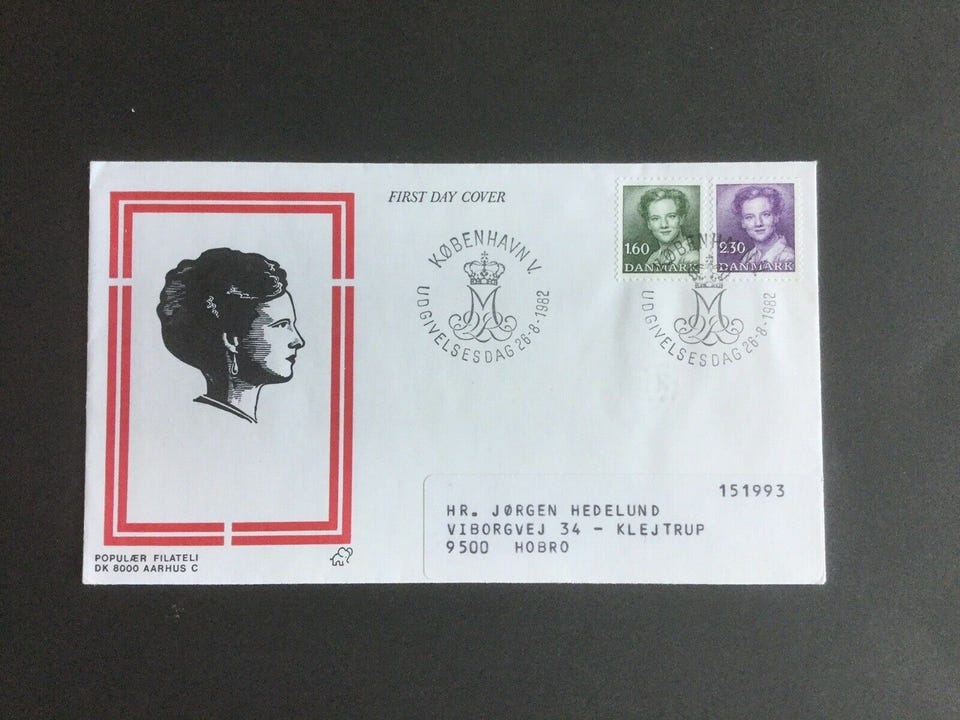 FIRST DAY COVER
KØBENHAVN V.
UDGIVELSESDAG 26-8-1982
1.60
DANMARK
2.30
DANMARK
KØBENHAVN
UDGIVELSESDAG 26-8-1982
151993
HR. JØRGEN HEDELUND
VIBORGVEJ 34 - KLEJTRUP
9500 HOBRO
POPULÆR FILATELI
DK 8000 AARHUS C